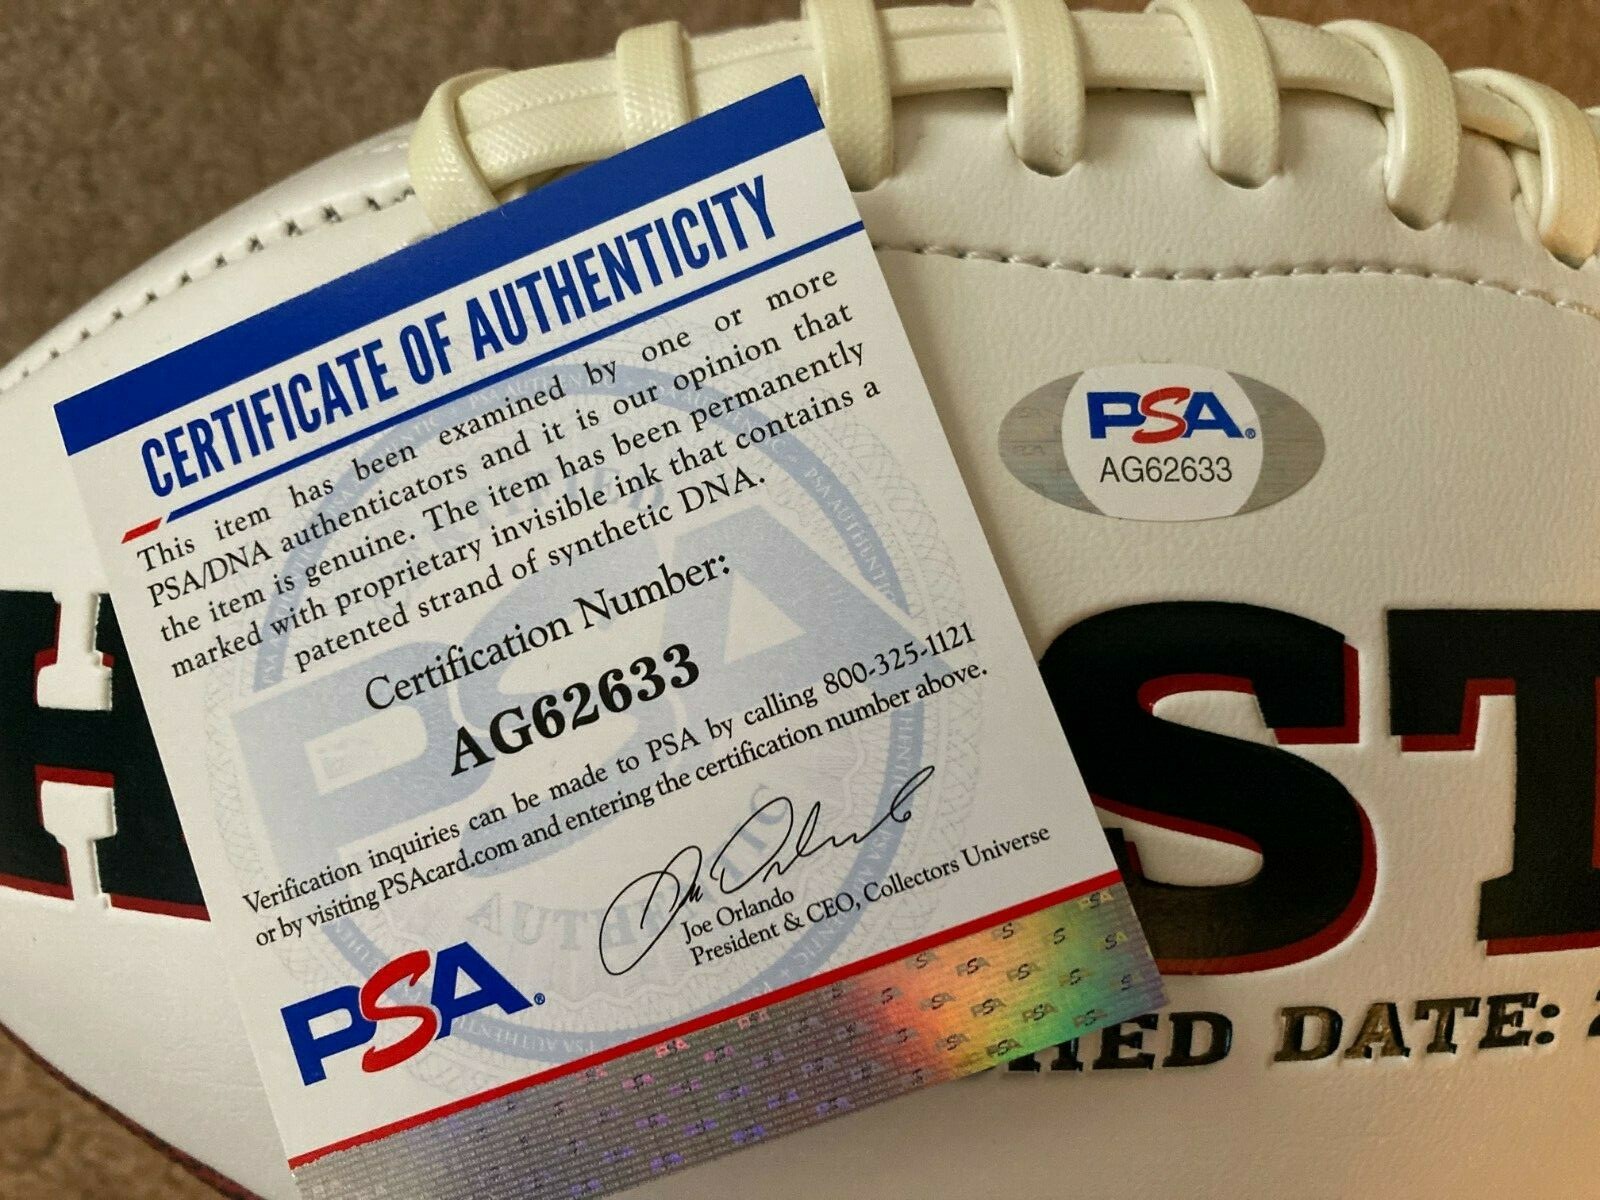 CERTIFICATE OF AUTHENTICITY
This item has been examined by one or more
PSA/DNA authenticators and it is our opinion that
the item is genuine. The item has been permanently
marked with proprietary invisible ink that contains a
patented strand of synthetic DNA.
Certification Number:
AG62633
Verification inquiries can be made to PSA by calling 800-325-1121
or by visiting PSAcard.com and entering the certification number above.
Joe Orlando
President & CEO, Collectors Universe
PSA®
PSA®
AG62633
H ST
HED DATE: